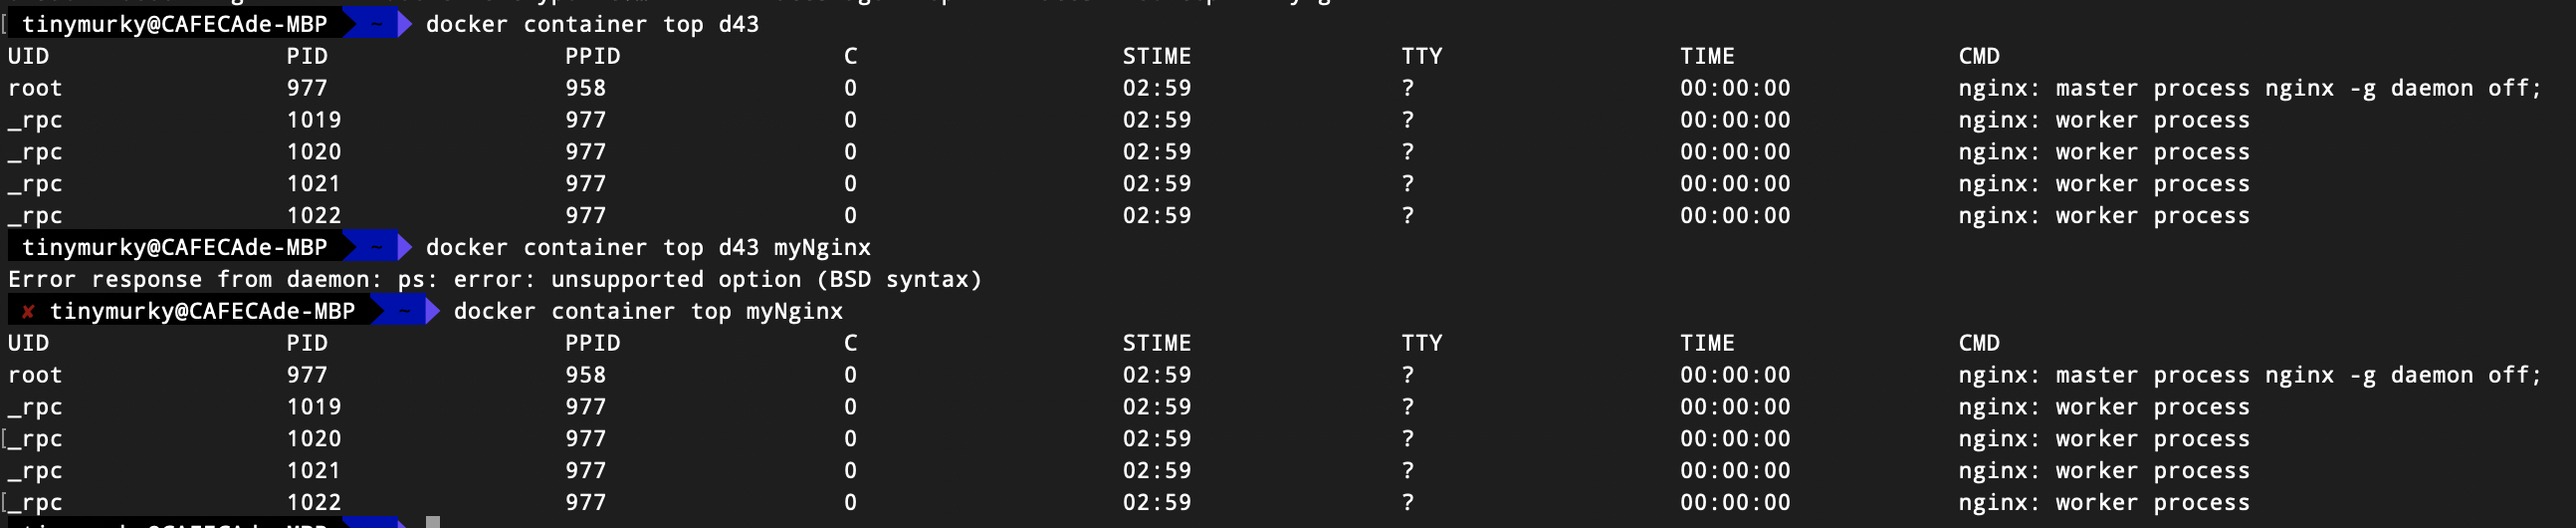 tinymurky@CAFECAde-MBP ~ docker container top d43
UID PID PPID C STIME TTY TIME CMD
root 977 958 0 02:59 ? 00:00:00 nginx: master process nginx -g daemon off;
_rpc 1019 977 0 02:59 ? 00:00:00 nginx: worker process
_rpc 1020 977 0 02:59 ? 00:00:00 nginx: worker process
_rpc 1021 977 0 02:59 ? 00:00:00 nginx: worker process
_rpc 1022 977 0 02:59 ? 00:00:00 nginx: worker process
tinymurky@CAFECAde-MBP ~ docker container top d43 myNginx
Error response from daemon: ps: error: unsupported option (BSD syntax)
✘ tinymurky@CAFECAde-MBP ~ docker container top myNginx
UID PID PPID C STIME TTY TIME CMD
root 977 958 0 02:59 ? 00:00:00 nginx: master process nginx -g daemon off;
_rpc 1019 977 0 02:59 ? 00:00:00 nginx: worker process
[_rpc 1020 977 0 02:59 ? 00:00:00 nginx: worker process
_rpc 1021 977 0 02:59 ? 00:00:00 nginx: worker process
[_rpc 1022 977 0 02:59 ? 00:00:00 nginx: worker process